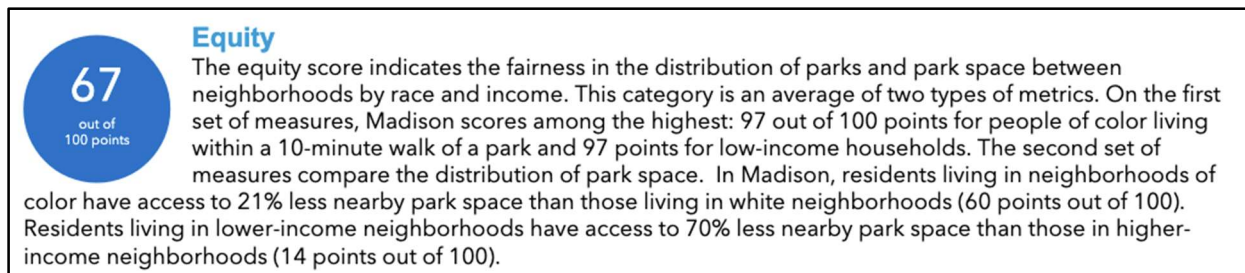 Equity
67
out of
100 points
The equity score indicates the fairness in the distribution of parks and park space between
neighborhoods by race and income. This category is an average of two types of metrics. On the first
set of measures, Madison scores among the highest: 97 out of 100 points for people of color living
within a 10-minute walk of a park and 97 points for low-income households. The second set of
measures compare the distribution of park space.  In Madison, residents living in neighborhoods of
color have access to 21% less nearby park space than those living in white neighborhoods (60 points out of 100).
Residents living in lower-income neighborhoods have access to 70% less nearby park space than those in higher-
income neighborhoods (14 points out of 100).